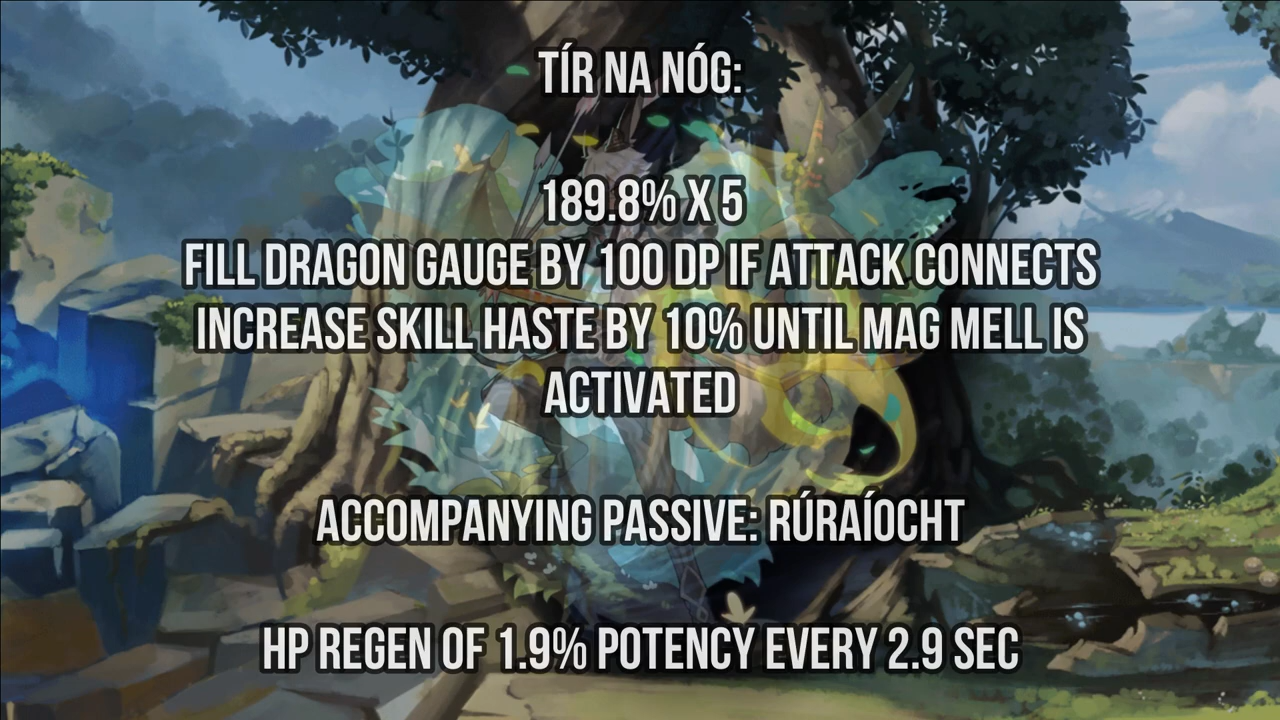 TÍR NA NÓG:
189.8% X 5
FILL DRAGON GAUGE BY 100 DP IF ATTACK CONNECTS
INCREASE SKILL HASTE BY 10% UNTIL MAG MELL IS
ACTIVATED
ACCOMPANYING PASSIVE: RÚRAÍOCHT
HP REGEN OF 1.9% POTENCY EVERY 2.9 SEC